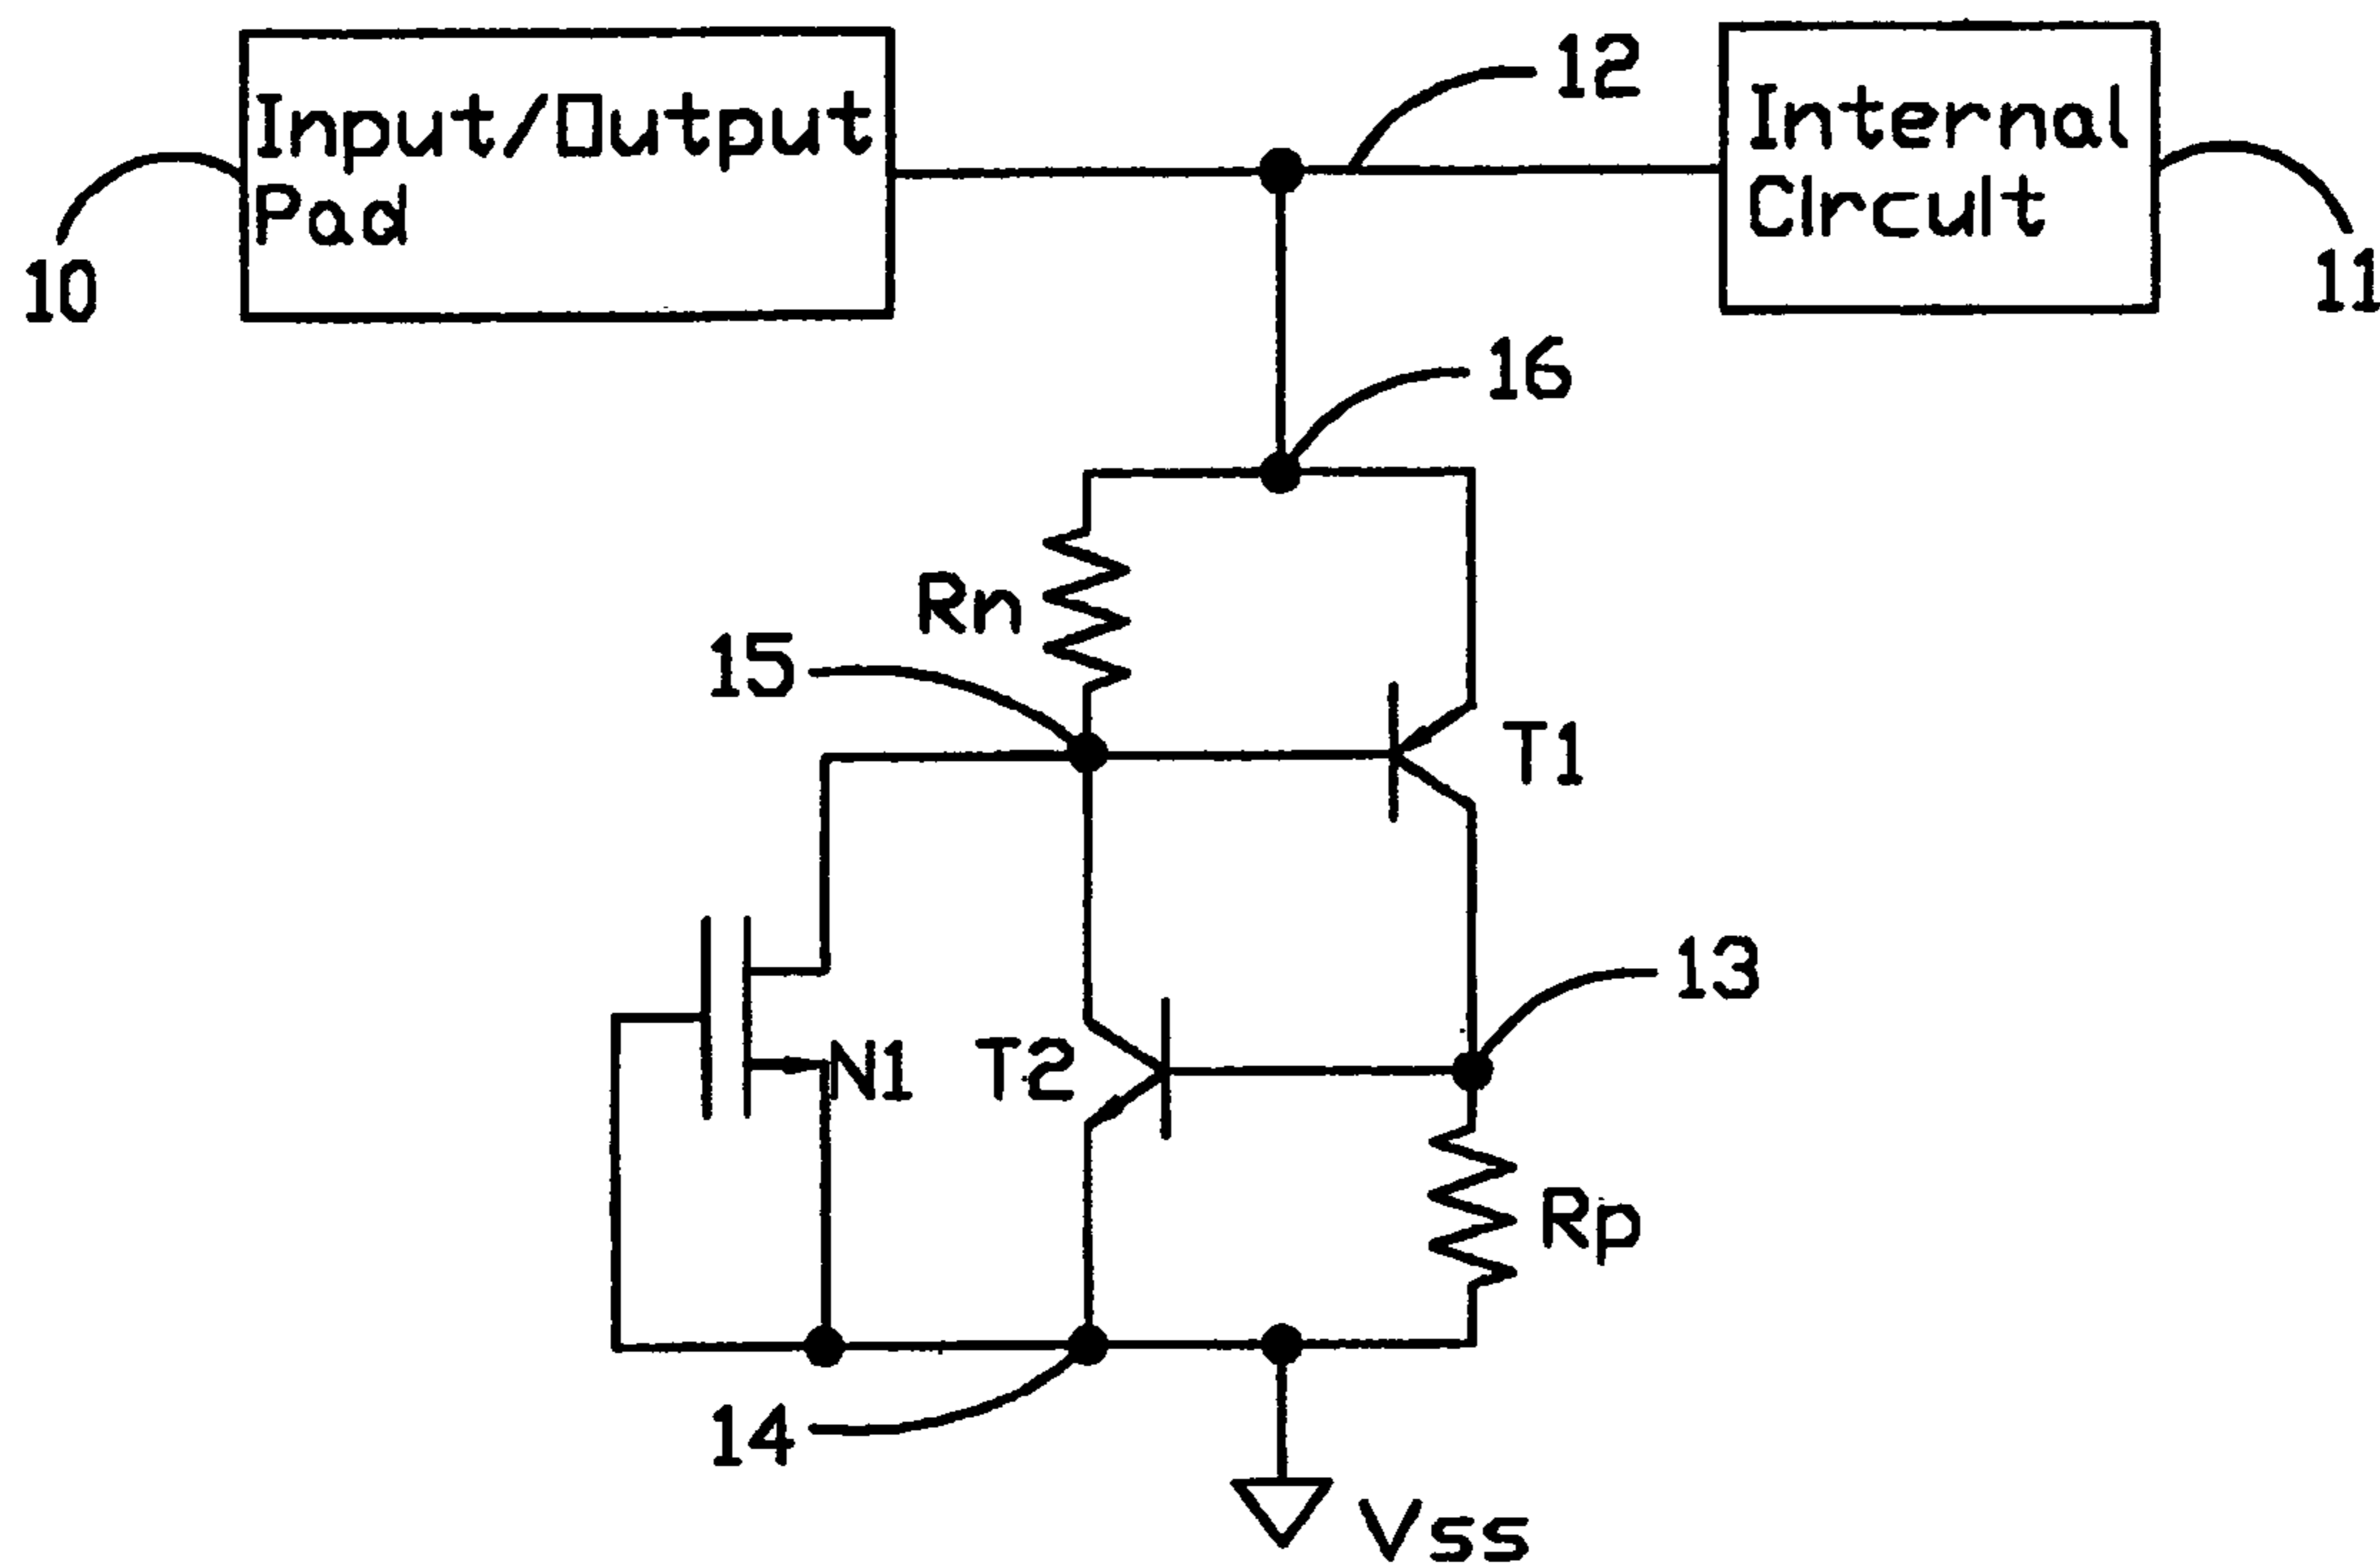 Input/Output
Pad
12
Internal
Circuit
10
11
16
Rn
15
T1
13
N1
T2
Rp
14
Vss